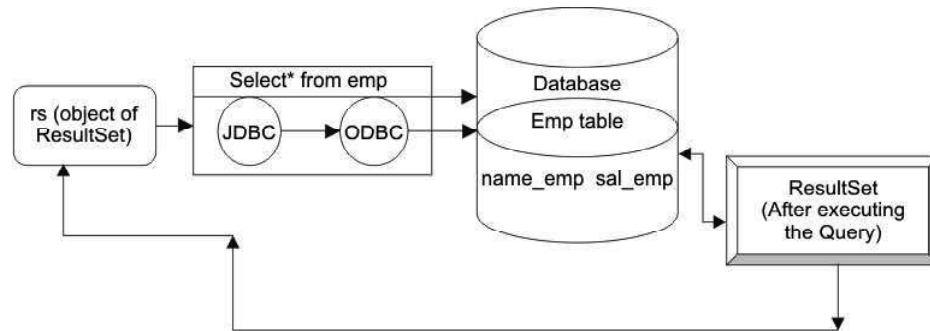 rs (object of
ResultSet)
Select* from emp
JDBC
ODBC
Database
Emp table
name_emp sal_emp
ResultSet
(After executing
the Query)